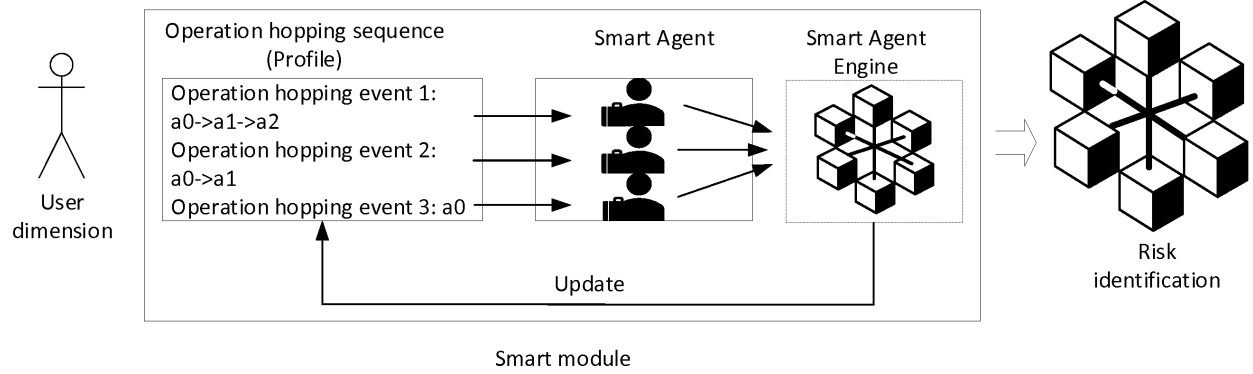 Operation hopping sequence
(Profile)
Smart Agent
Smart Agent
Engine
Operation hopping event 1:
a0->a1->a2
Operation hopping event 2:
a0->a1
Operation hopping event 3: a0
User
dimension
Update
Risk
identification
Smart module